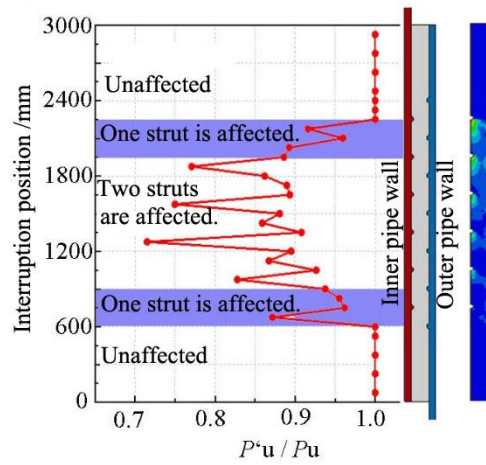 3000
2400
1800
1200
600
0
Interruption position /mm
Unaffected
One strut is affected.
Two struts
are affected.
One strut is affected.
Unaffected
0.7
0.8
0.9
1.0
P‘u / Pu
Inner pipe wall
Outer pipe wall